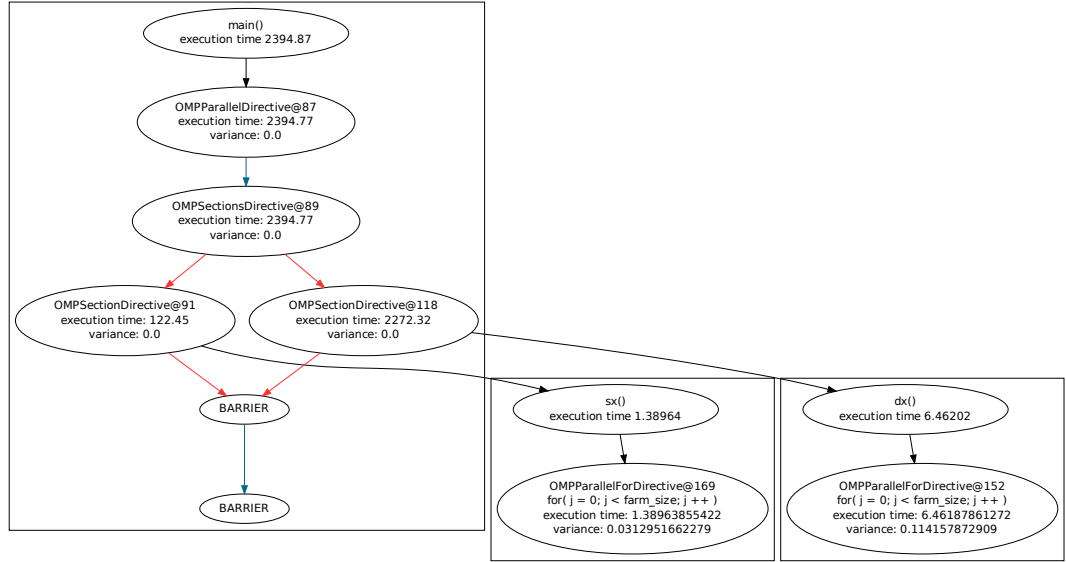 main()
execution time 2394.87
OMPParallelDirective@87
execution time: 2394.77
variance: 0.0
OMPSectionsDirective@89
execution time: 2394.77
variance: 0.0
OMPSectionDirective@91
execution time: 122.45
variance: 0.0
OMPSectionDirective@118
execution time: 2272.32
variance: 0.0
BARRIER
BARRIER
sx()
execution time 1.38964
OMPParallelForDirective@169
for( j = 0; j < farm_size; j ++ )
execution time: 1.38963855422
variance: 0.0312951662279
dx()
execution time 6.46202
OMPParallelForDirective@152
for( j = 0; j < farm_size; j ++ )
execution time: 6.46187861272
variance: 0.114157872909